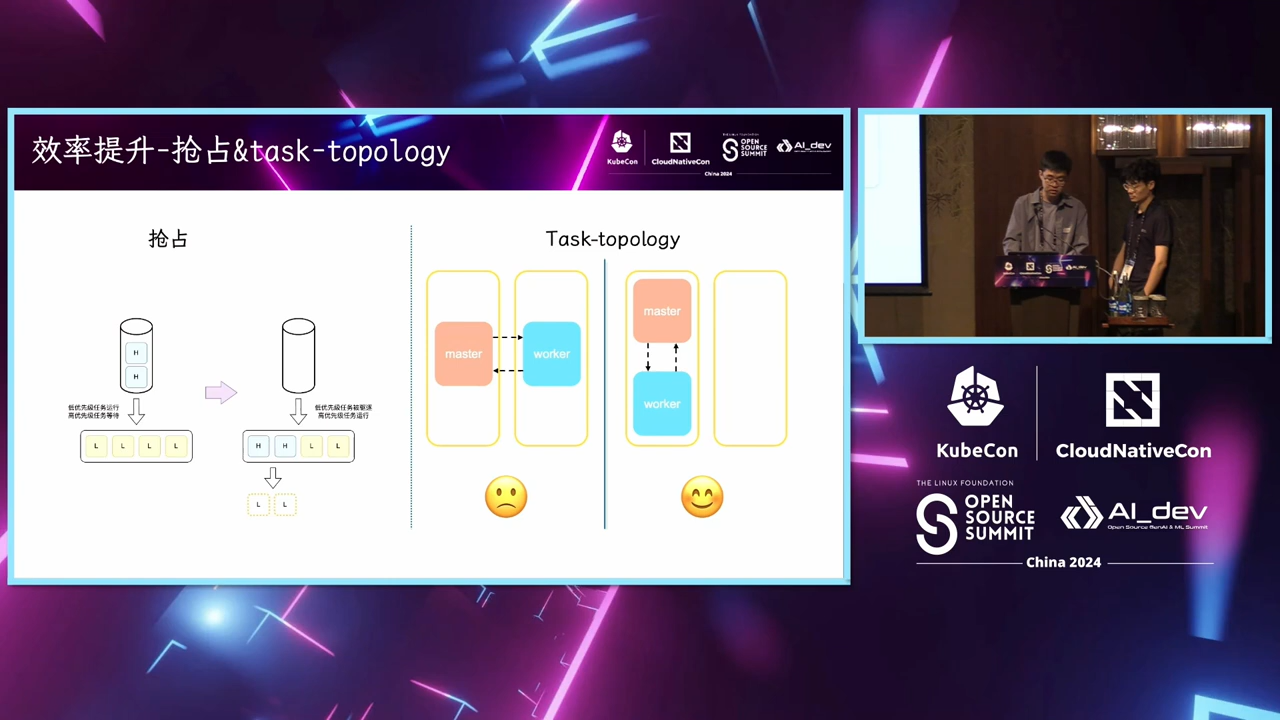 效率提升-抢占&task-topology
KubeCon
CloudNativeCon
THE LINUX FOUNDATION
OPEN
SOURCE
SUMMIT
AI_dev
China 2024
抢占
H
H
低优先级任务运行
高优先级任务等待
L L L L
低优先级任务被驱逐
高优先级任务运行
H H L L
L L
Task-topology
master
worker
master
worker
KubeCon
CloudNativeCon
THE LINUX FOUNDATION
OPEN
SOURCE
SUMMIT
AI_dev
Open Source GenAI & ML Summit
China 2024